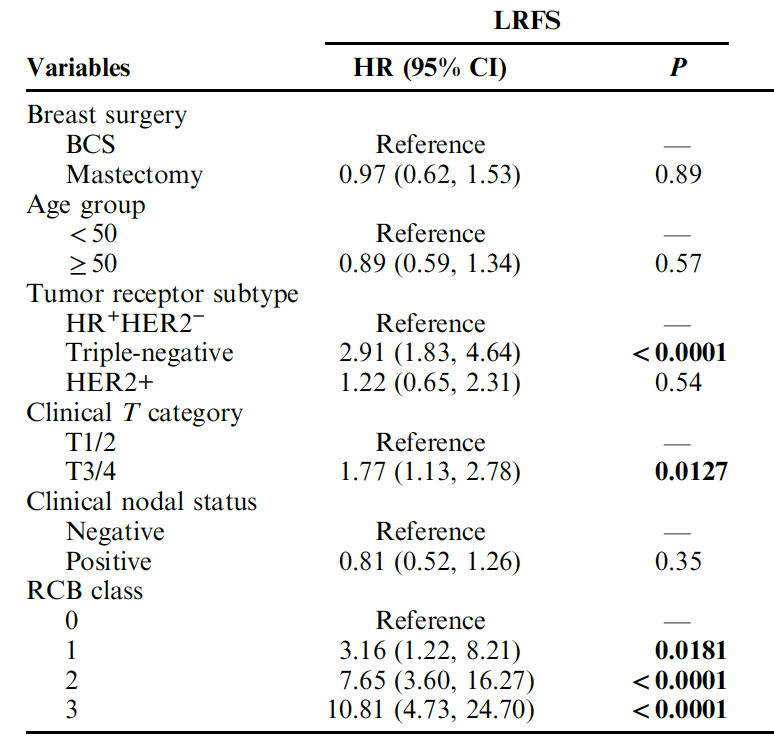 LRFS
Variables HR (95% CI) P
Breast surgery
BCS Reference —
Mastectomy 0.97 (0.62, 1.53) 0.89
Age group
<50 Reference —
≥50 0.89 (0.59, 1.34) 0.57
Tumor receptor subtype
HR⁺HER2⁻ Reference —
Triple-negative 2.91 (1.83, 4.64) <0.0001
HER2+ 1.22 (0.65, 2.31) 0.54
Clinical T category
T1/2 Reference —
T3/4 1.77 (1.13, 2.78) 0.0127
Clinical nodal status
Negative Reference —
Positive 0.81 (0.52, 1.26) 0.35
RCB class
0 Reference —
1 3.16 (1.22, 8.21) 0.0181
2 7.65 (3.60, 16.27) <0.0001
3 10.81 (4.73, 24.70) <0.0001